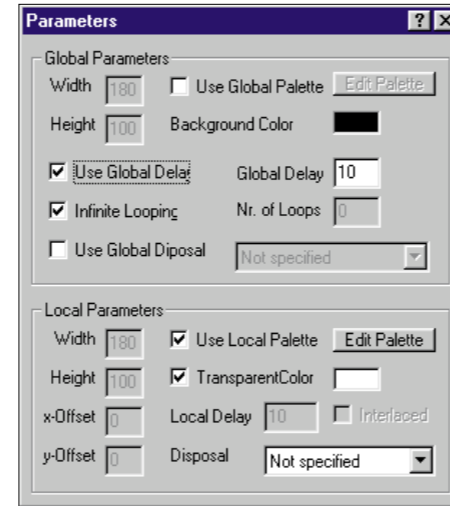 Parameters
Global Parameters
Width 180 Use Global Palette Edit Palette
Height 100 Background Color
Use Global Delay Global Delay 10
Infinite Looping Nr. of Loops 0
Use Global Diposal Not specified
Local Parameters
Width 180 Use Local Palette Edit Palette
Height 100 TransparentColor
x-Offset 0 Local Delay 10 Interlaced
y-Offset 0 Disposal Not specified